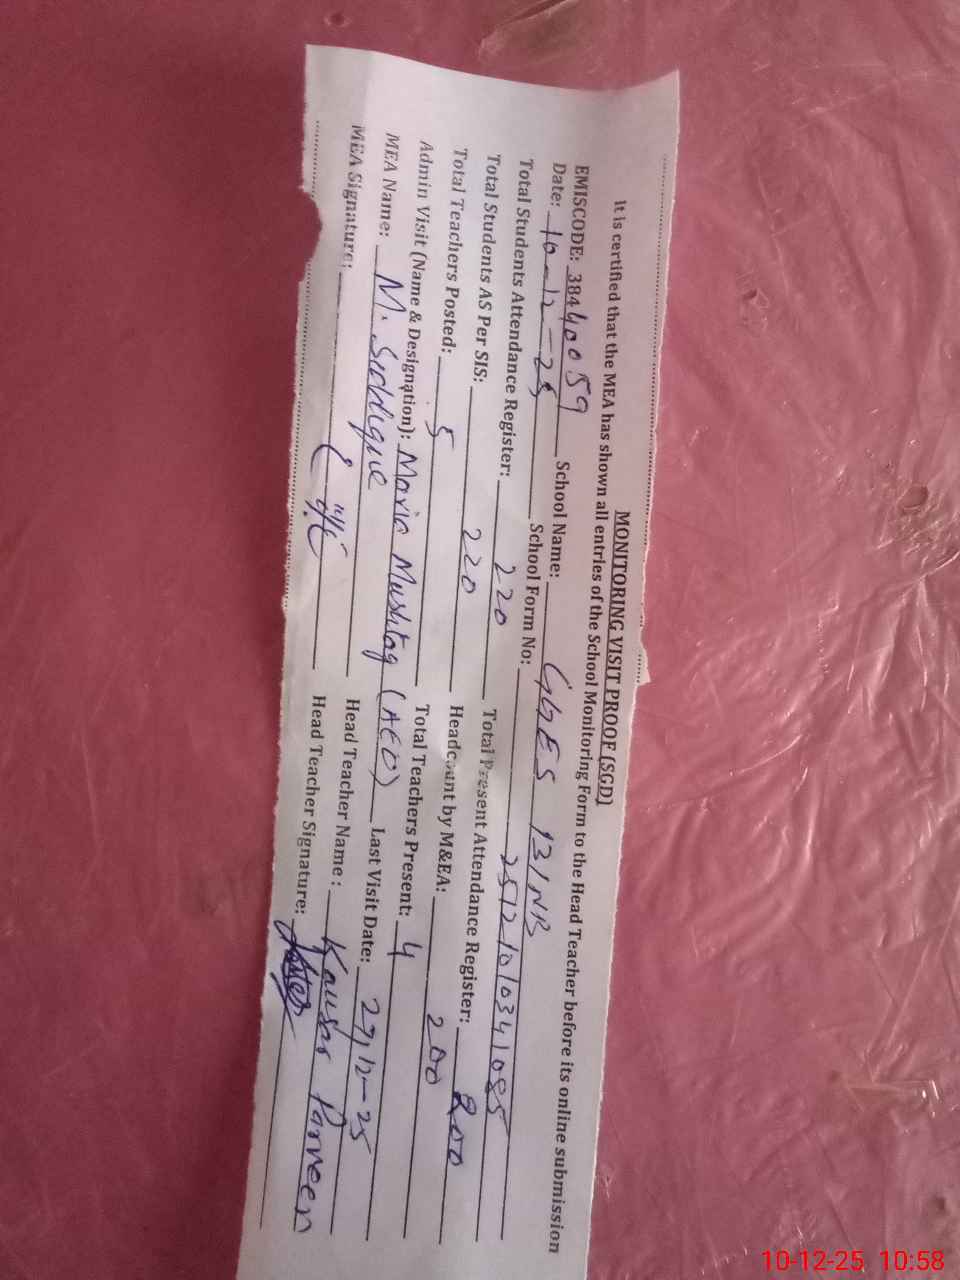 MONITORING VISIT PROOF (SGD)
It is certified that the MEA has shown all entries of the School Monitoring Form to the Head Teacher before its online submission
EMISCODE: 38440059 School Name: GGES 13/NB
Date: 10-12-25 School Form No: 25121010341085
Total Students Attendance Register: 220 Total Present Attendance Register: 200
Total Students AS Per SIS: 220 Headcount by M&EA: 200
Total Teachers Posted: 5 Total Teachers Present: 4
Admin Visit (Name & Designation): Maria Mushtaq (AEO) Last Visit Date: 27,12-25
MEA Name: M. Siddique Head Teacher Name: Kausar Parveen
MEA Signature: Head Teacher Signature:
10-12-25 10:58